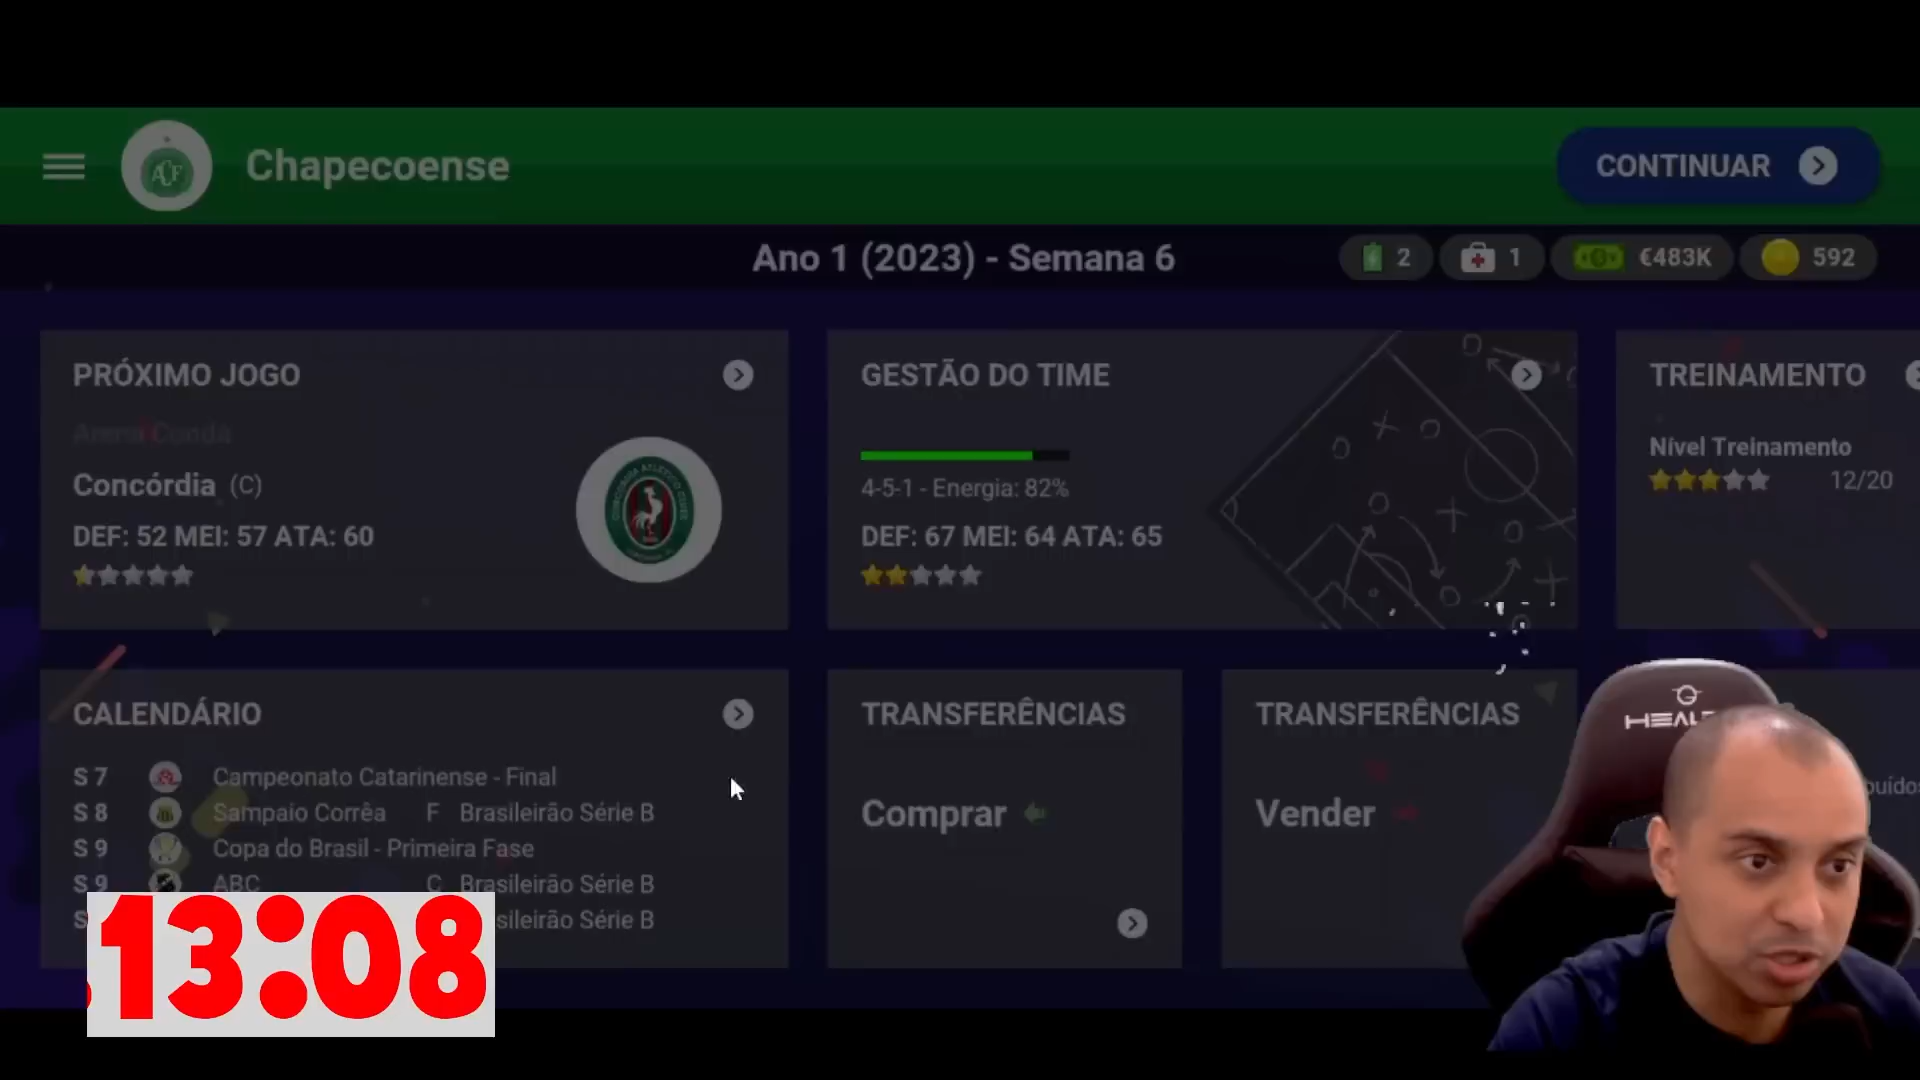 Chapecoense
CONTINUAR
Ano 1 (2023) - Semana 6
2
1
€483K
592
PRÓXIMO JOGO
Arena Condá
Concórdia (C)
DEF: 52 MEI: 57 ATA: 60
GESTÃO DO TIME
4-5-1 - Energia: 82%
DEF: 67 MEI: 64 ATA: 65
TREINAMENTO
Nível Treinamento
12/20
CALENDÁRIO
S 7 Campeonato Catarinense - Final
S 8 Sampaio Corrêa F Brasileirão Série B
S 9 Copa do Brasil - Primeira Fase
S 9 ABC C Brasileirão Série B
S sileirão Série B
TRANSFERÊNCIAS
Comprar
TRANSFERÊNCIAS
Vender
13:08